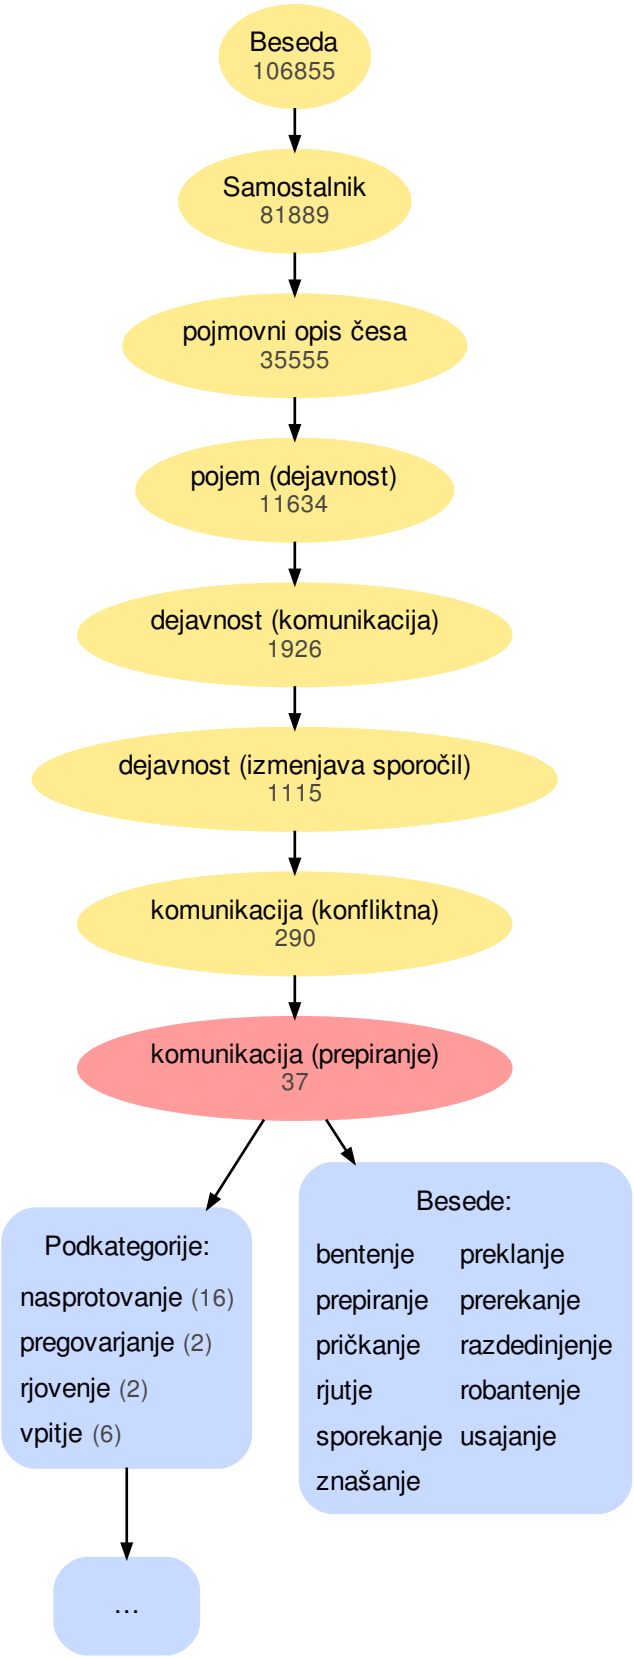 Beseda
106855
Samostalnik
81889
pojmovni opis česa
35555
pojem (dejavnost)
11634
dejavnost (komunikacija)
1926
dejavnost (izmenjava sporočil)
1115
komunikacija (konfliktna)
290
komunikacija (prepiranje)
37
Podkategorije:
nasprotovanje (16)
pregovarjanje (2)
rjovenje (2)
vpitje (6)
...
Besede:
bentenje preklanje
prepiranje prerekanje
pričkanje razdedinjenje
rjutje robantenje
sporekanje usajanje
znašanje